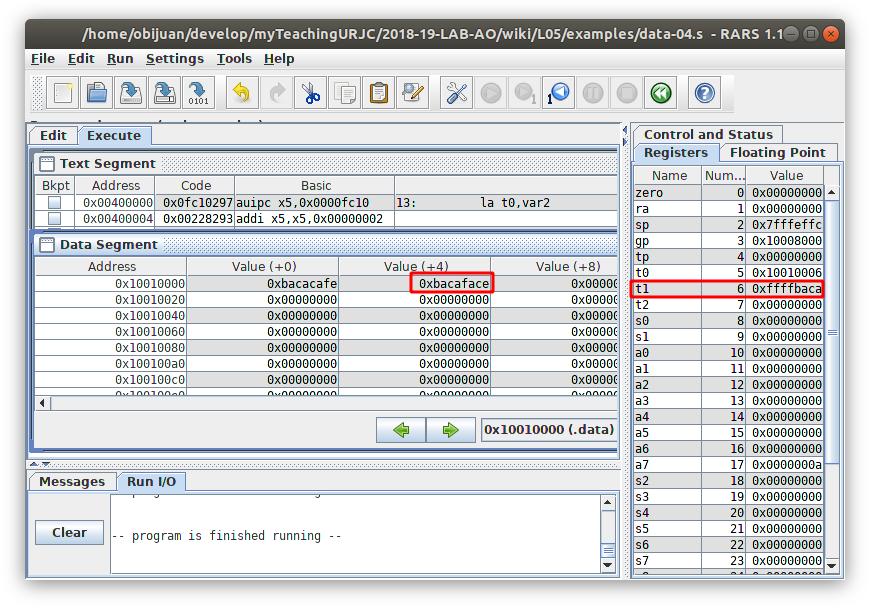 /home/obijuan/develop/myTeachingURJC/2018-19-LAB-AO/wiki/L05/examples/data-04.s - RARS 1.1
File Edit Run Settings Tools Help
Edit Execute
Text Segment
Bkpt Address Code Basic
0x00400000 0x0fc10297 auipc x5,0x0000fc10 13: la t0,var2
0x00400004 0x00228293 addi x5,x5,0x00000002
Data Segment
Address Value (+0) Value (+4) Value (+8)
0x10010000 0xbacacafe 0xbacaface 0x0000
0x10010020 0x00000000 0x00000000 0x0000
0x10010040 0x00000000 0x00000000 0x0000
0x10010060 0x00000000 0x00000000 0x0000
0x10010080 0x00000000 0x00000000 0x0000
0x100100a0 0x00000000 0x00000000 0x0000
0x100100c0 0x00000000 0x00000000 0x0000
0x10010000 (.data)
Messages Run I/O
Clear
-- program is finished running --
Control and Status
Registers Floating Point
Name Num... Value
zero 0 0x00000000
ra 1 0x00000000
sp 2 0x7fffeffc
gp 3 0x10008000
tp 4 0x00000000
t0 5 0x10010006
t1 6 0xffffbaca
t2 7 0x00000000
s0 8 0x00000000
s1 9 0x00000000
a0 10 0x00000000
a1 11 0x00000000
a2 12 0x00000000
a3 13 0x00000000
a4 14 0x00000000
a5 15 0x00000000
a6 16 0x00000000
a7 17 0x0000000a
s2 18 0x00000000
s3 19 0x00000000
s4 20 0x00000000
s5 21 0x00000000
s6 22 0x00000000
s7 23 0x00000000